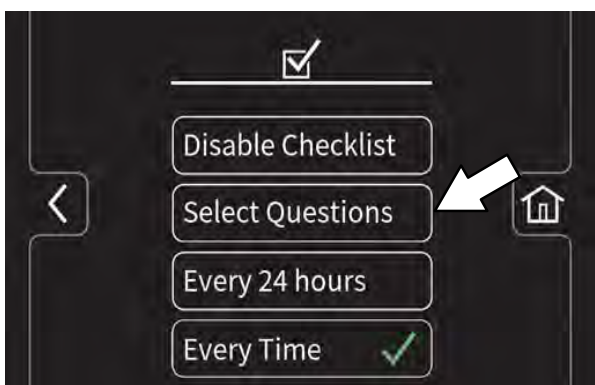 Disable Checklist
Select Questions
Every 24 hours
Every Time